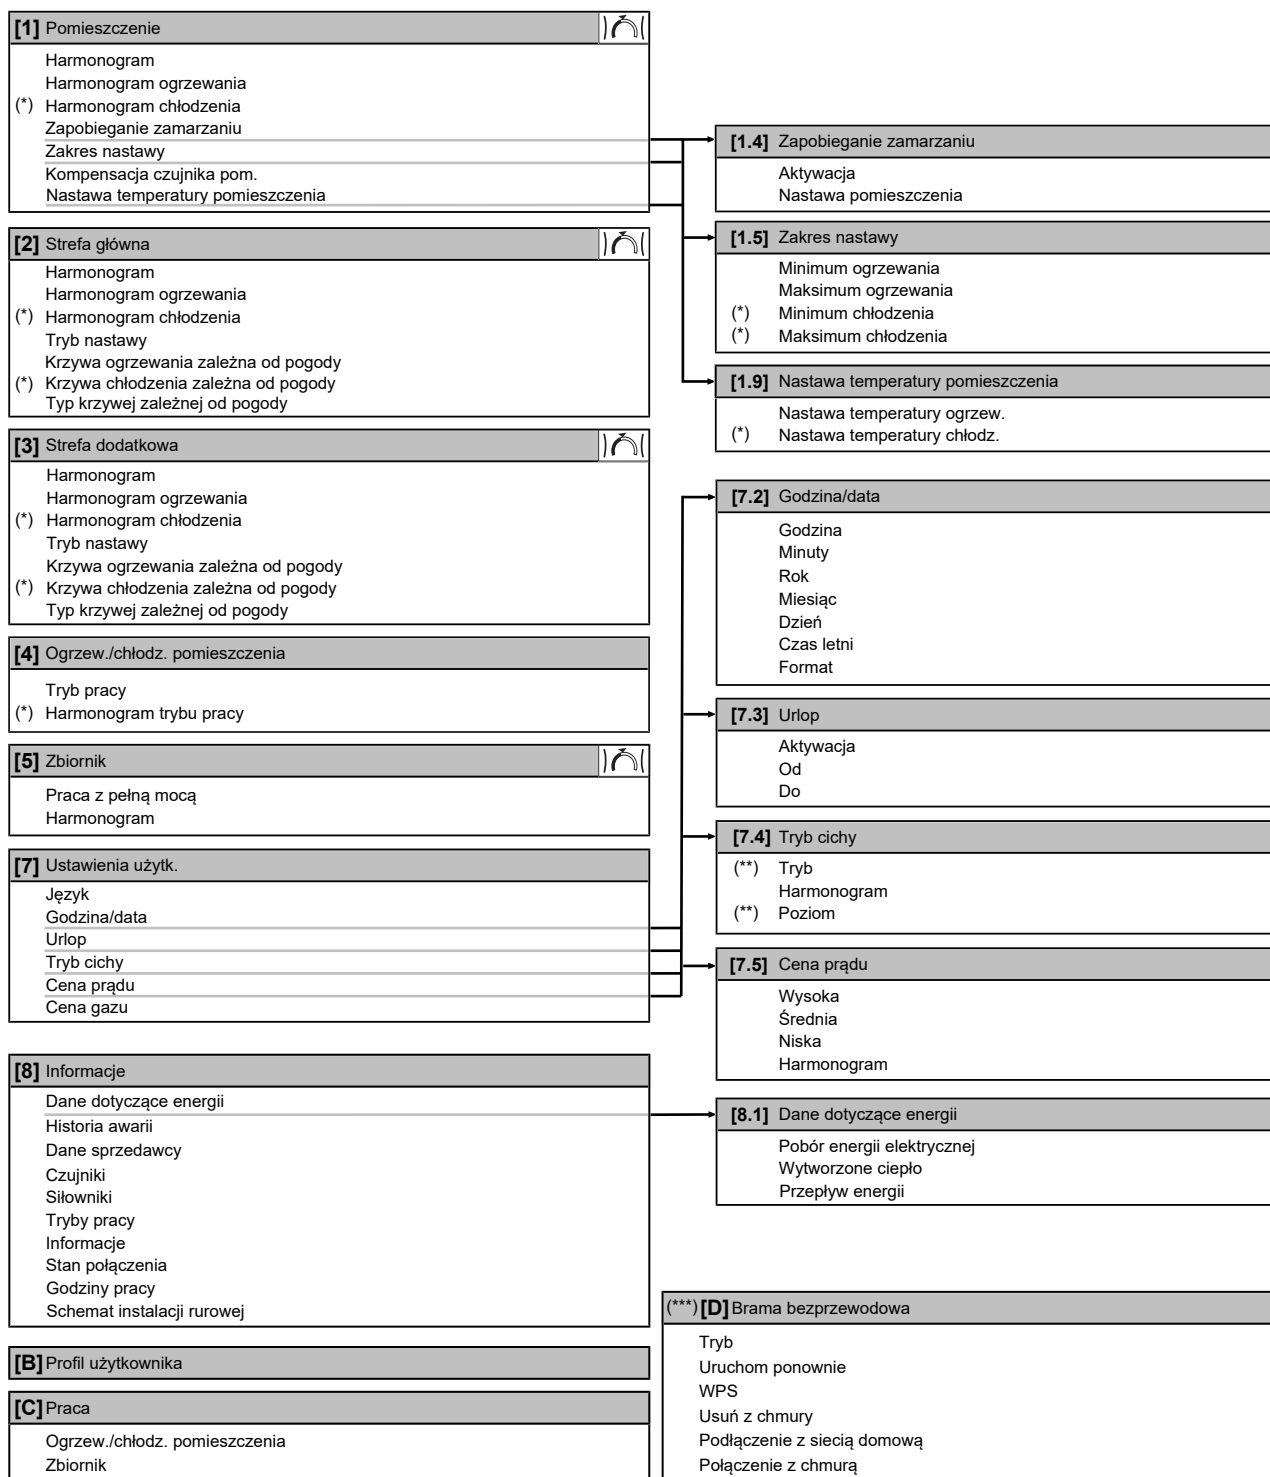 [1] Pomieszczenie
Harmonogram
Harmonogram ogrzewania
(*) Harmonogram chłodzenia
Zapobieganie zamarzaniu
Zakres nastawy
Kompensacja czujnika pom.
Nastawa temperatury pomieszczenia
[2] Strefa główna
Harmonogram
Harmonogram ogrzewania
(*) Harmonogram chłodzenia
Tryb nastawy
Krzywa ogrzewania zależna od pogody
(*) Krzywa chłodzenia zależna od pogody
Typ krzywej zależnej od pogody
[3] Strefa dodatkowa
Harmonogram
Harmonogram ogrzewania
(*) Harmonogram chłodzenia
Tryb nastawy
Krzywa ogrzewania zależna od pogody
(*) Krzywa chłodzenia zależna od pogody
Typ krzywej zależnej od pogody
[4] Ogrzew./chłodz. pomieszczenia
Tryb pracy
(*) Harmonogram trybu pracy
[5] Zbiornik
Praca z pełną mocą
Harmonogram
[7] Ustawienia użytk.
Język
Godzina/data
Urlop
Tryb cichy
Cena prądu
Cena gazu
[8] Informacje
Dane dotyczące energii
Historia awarii
Dane sprzedawcy
Czujniki
Siłowniki
Tryby pracy
Informacje
Stan połączenia
Godziny pracy
Schemat instalacji rurowej
[B] Profil użytkownika
[C] Praca
Ogrzew./chłodz. pomieszczenia
Zbiornik
[1.4] Zapobieganie zamarzaniu
Aktywacja
Nastawa pomieszczenia
[1.5] Zakres nastawy
Minimum ogrzewania
Maksimum ogrzewania
(*) Minimum chłodzenia
(*) Maksimum chłodzenia
[1.9] Nastawa temperatury pomieszczenia
Nastawa temperatury ogrzew.
(*) Nastawa temperatury chłodz.
[7.2] Godzina/data
Godzina
Minuty
Rok
Miesiąc
Dzień
Czas letni
Format
[7.3] Urlop
Aktywacja
Od
Do
[7.4] Tryb cichy
(**) Tryb
Harmonogram
(**) Poziom
[7.5] Cena prądu
Wysoka
Średnia
Niska
Harmonogram
[8.1] Dane dotyczące energii
Pobór energii elektrycznej
Wytworzone ciepło
Przepływ energii
(***) [D] Brama bezprzewodowa
Tryb
Uruchom ponownie
WPS
Usuń z chmury
Podłączenie z siecią domową
Połączenie z chmurą